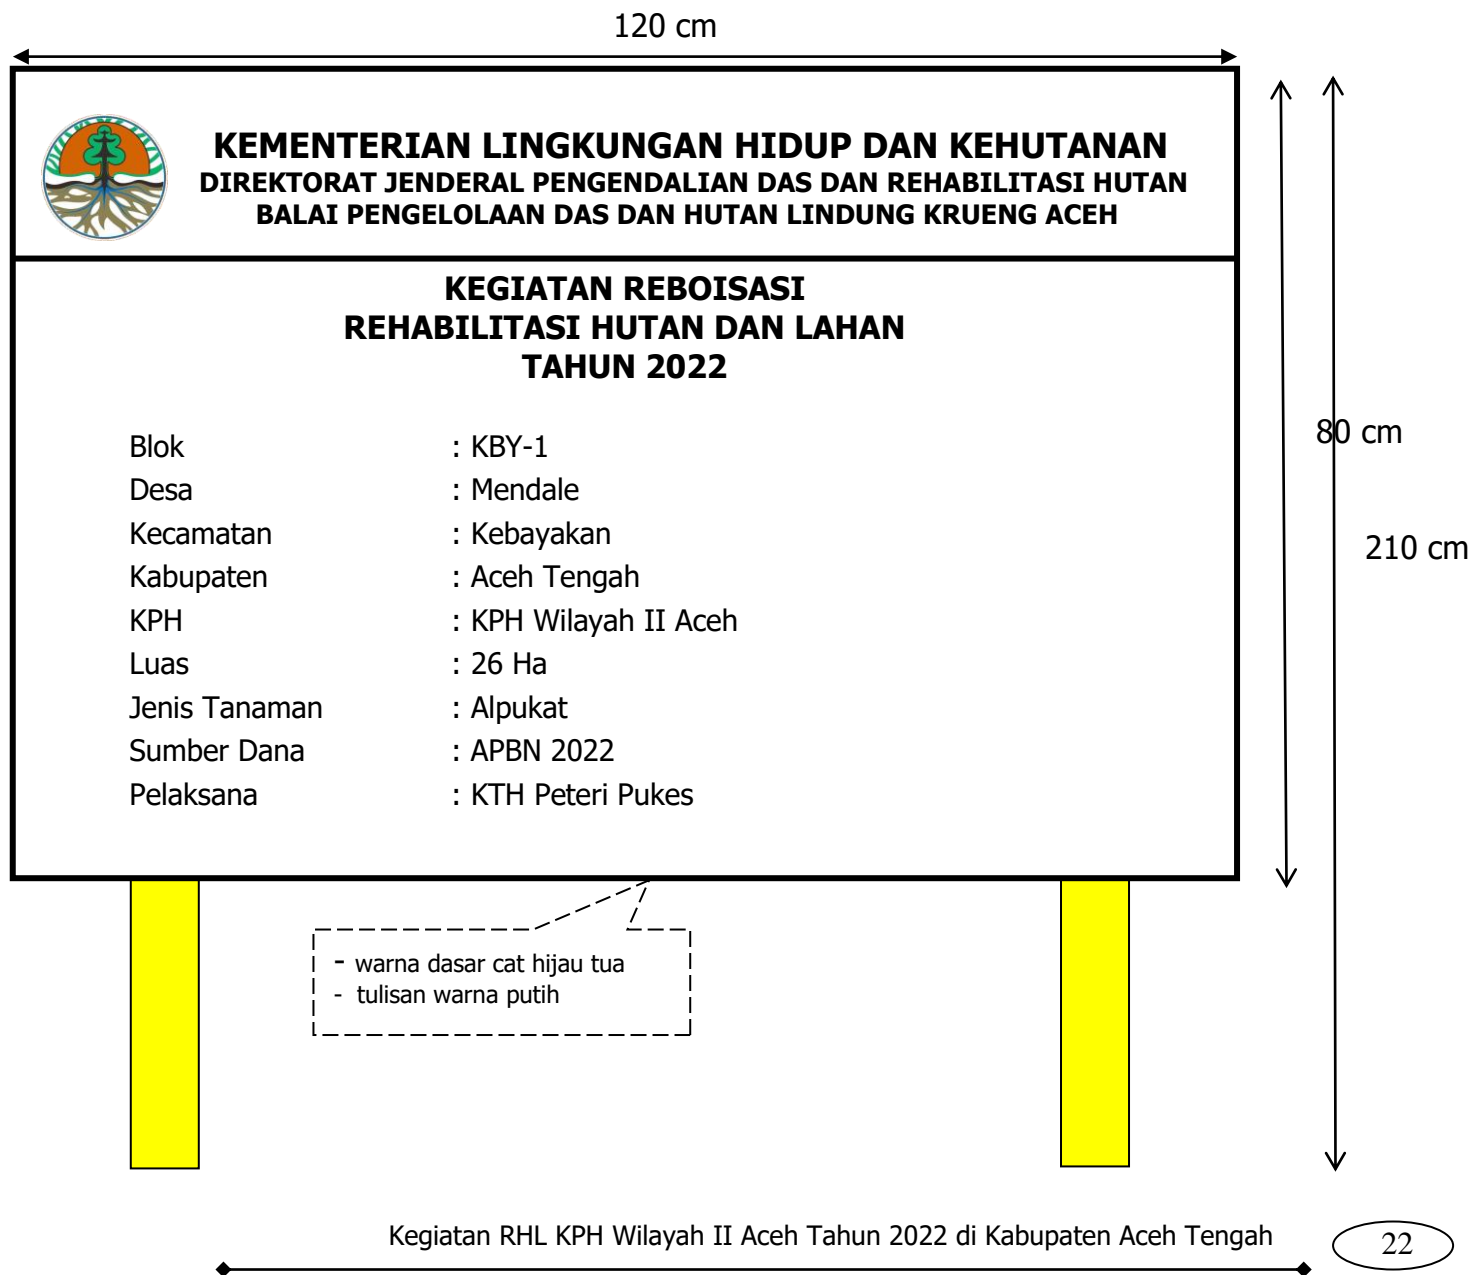 120 cm
KEMENTERIAN LINGKUNGAN HIDUP DAN KEHUTANAN
DIREKTORAT JENDERAL PENGENDALIAN DAS DAN REHABILITASI HUTAN
BALAI PENGELOLAAN DAS DAN HUTAN LINDUNG KRUENG ACEH
KEGIATAN REBOISASI
REHABILITASI HUTAN DAN LAHAN
TAHUN 2022
Blok : KBY-1
Desa : Mendale
Kecamatan : Kebayakan
Kabupaten : Aceh Tengah
KPH : KPH Wilayah II Aceh
Luas : 26 Ha
Jenis Tanaman : Alpukat
Sumber Dana : APBN 2022
Pelaksana : KTH Peteri Pukes
80 cm
210 cm
- warna dasar cat hijau tua
- tulisan warna putih
Kegiatan RHL KPH Wilayah II Aceh Tahun 2022 di Kabupaten Aceh Tengah
22